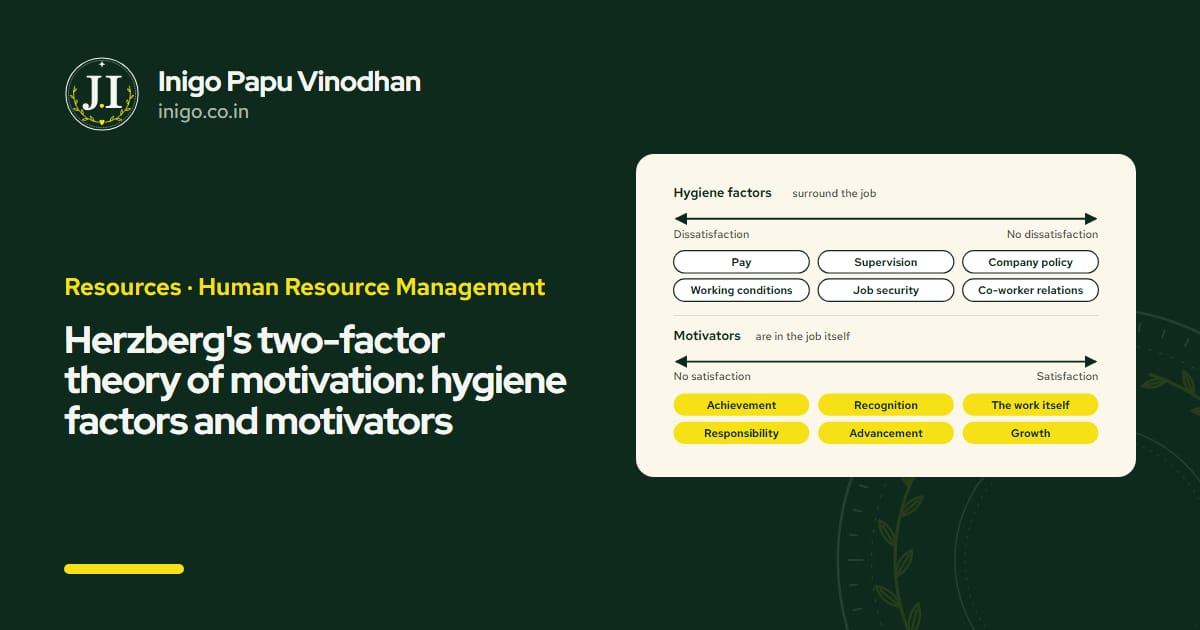 J.I
Inigo Papu Vinodhan
inigo.co.in
Resources · Human Resource Management
Herzberg's two-factor
theory of motivation: hygiene
factors and motivators
Hygiene factors surround the job
Dissatisfaction No dissatisfaction
Pay Supervision Company policy
Working conditions Job security Co-worker relations
Motivators are in the job itself
No satisfaction Satisfaction
Achievement Recognition The work itself
Responsibility Advancement Growth